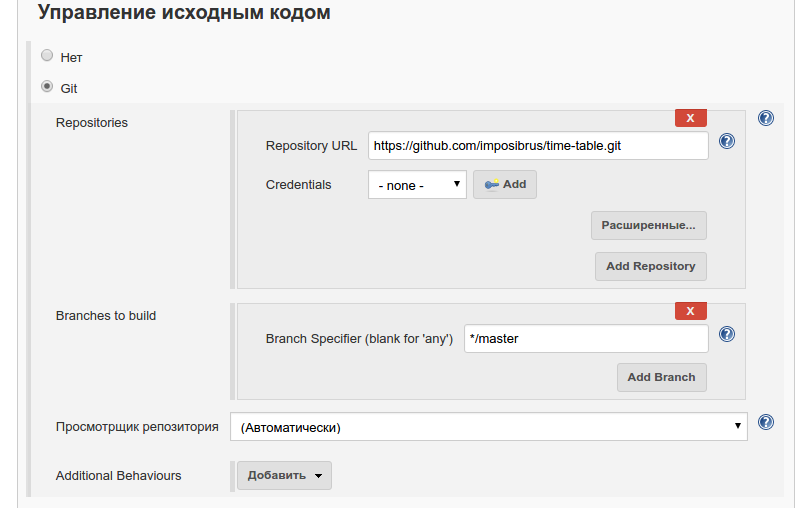 Управление исходным кодом
Нет
Git
Repositories
X
Repository URL
https://github.com/imposibrus/time-table.git
Credentials
- none -
Add
Расширенные...
Add Repository
Branches to build
X
Branch Specifier (blank for 'any')
*/master
Add Branch
Просмотрщик репозитория
(Автоматически)
Additional Behaviours
Добавить